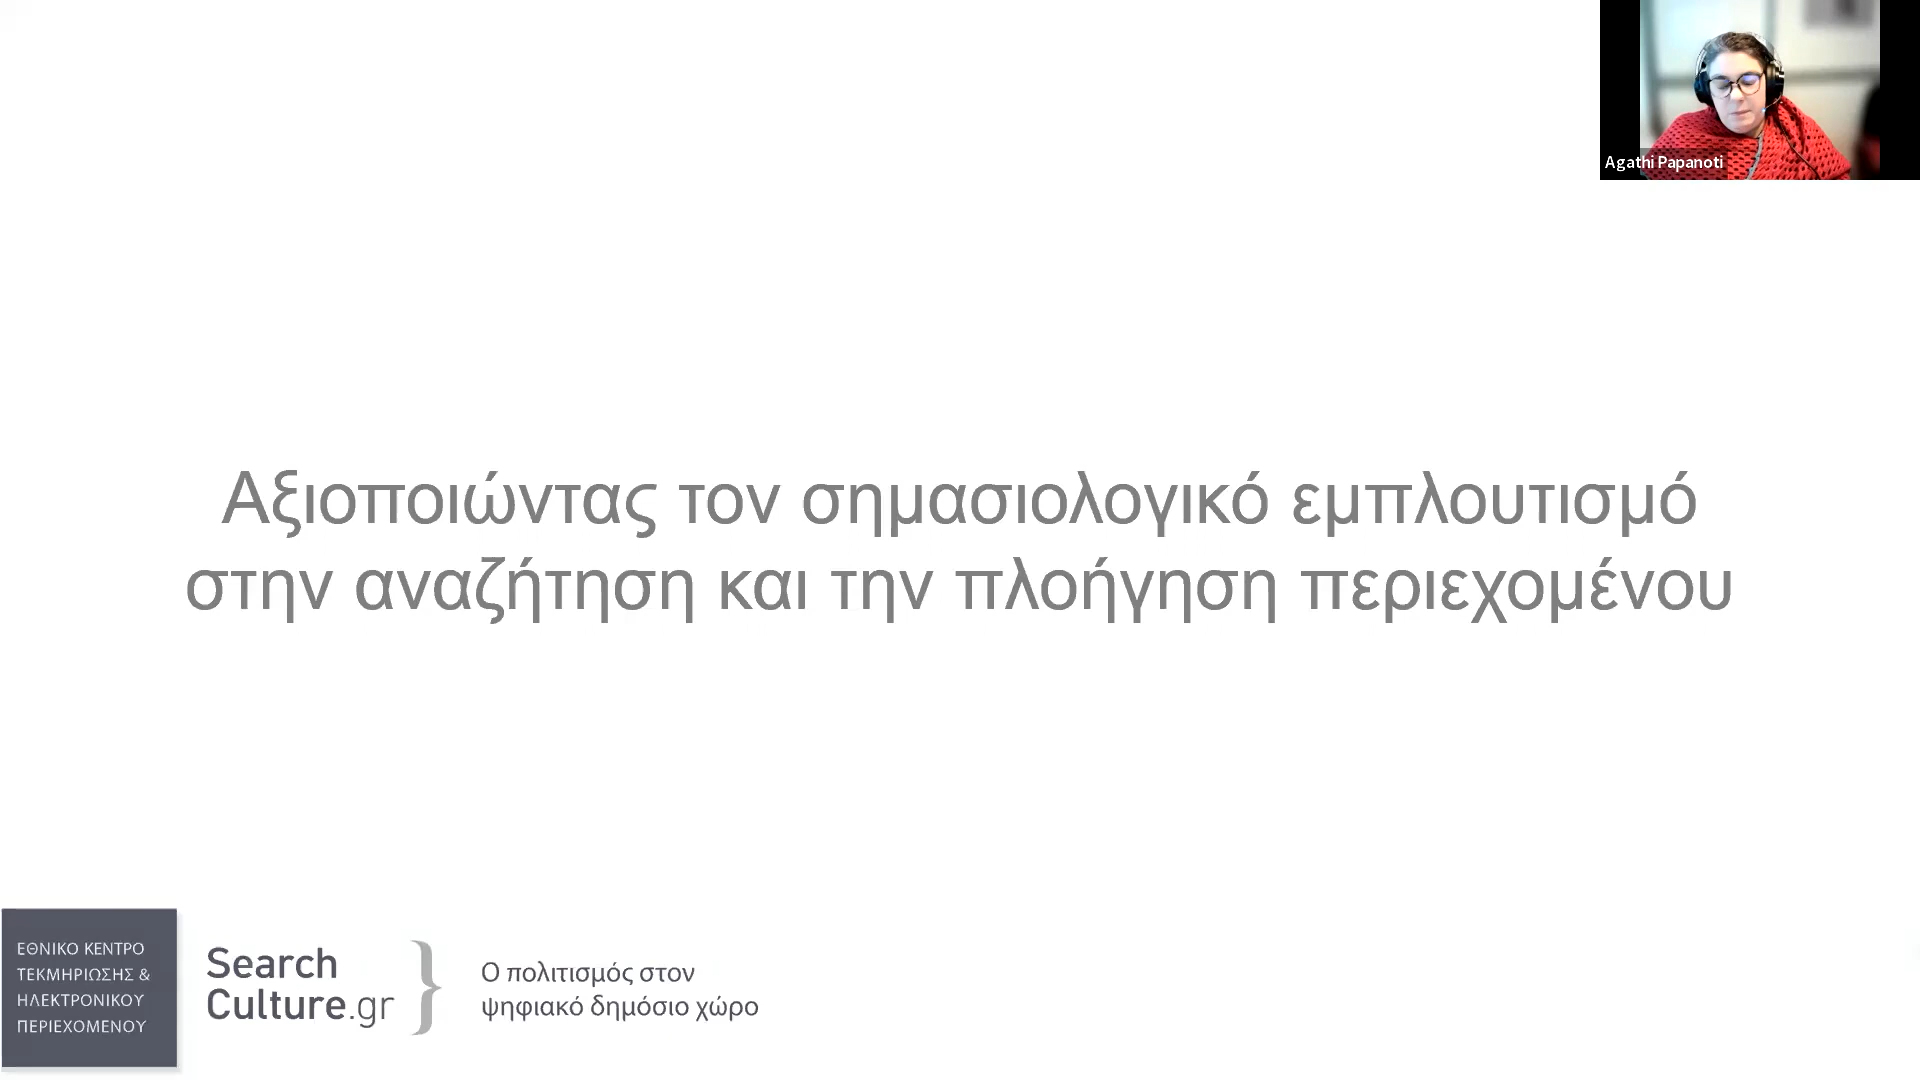 Agathi Papanoti
Αξιοποιώντας τον σημασιολογικό εμπλουτισμό
στην αναζήτηση και την πλοήγηση περιεχομένου
ΕΘΝΙΚΟ ΚΕΝΤΡΟ
ΤΕΚΜΗΡΙΩΣΗΣ &
ΗΛΕΚΤΡΟΝΙΚΟΥ
ΠΕΡΙΕΧΟΜΕΝΟΥ
Search
Culture.gr
Ο πολιτισμός στον
ψηφιακό δημόσιο χώρο